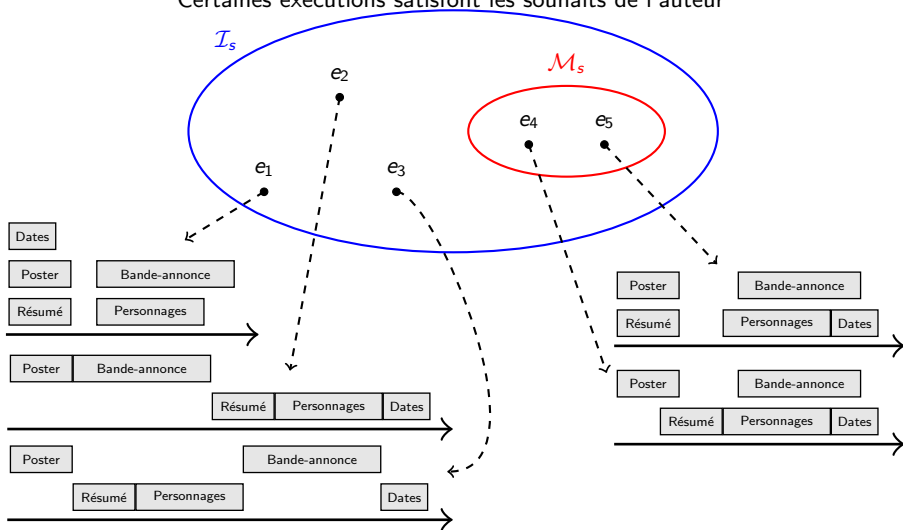 Certaines exécutions satisfont les souhaits de l'auteur
ℐs
ℳs
e2
e4 e5
e1 e3
Dates
Poster Bande-annonce
Résumé Personnages
Poster Bande-annonce
Résumé Personnages Dates
Poster Bande-annonce
Résumé Personnages Dates
Poster Bande-annonce
Résumé Personnages Dates
Poster Bande-annonce
Résumé Personnages Dates